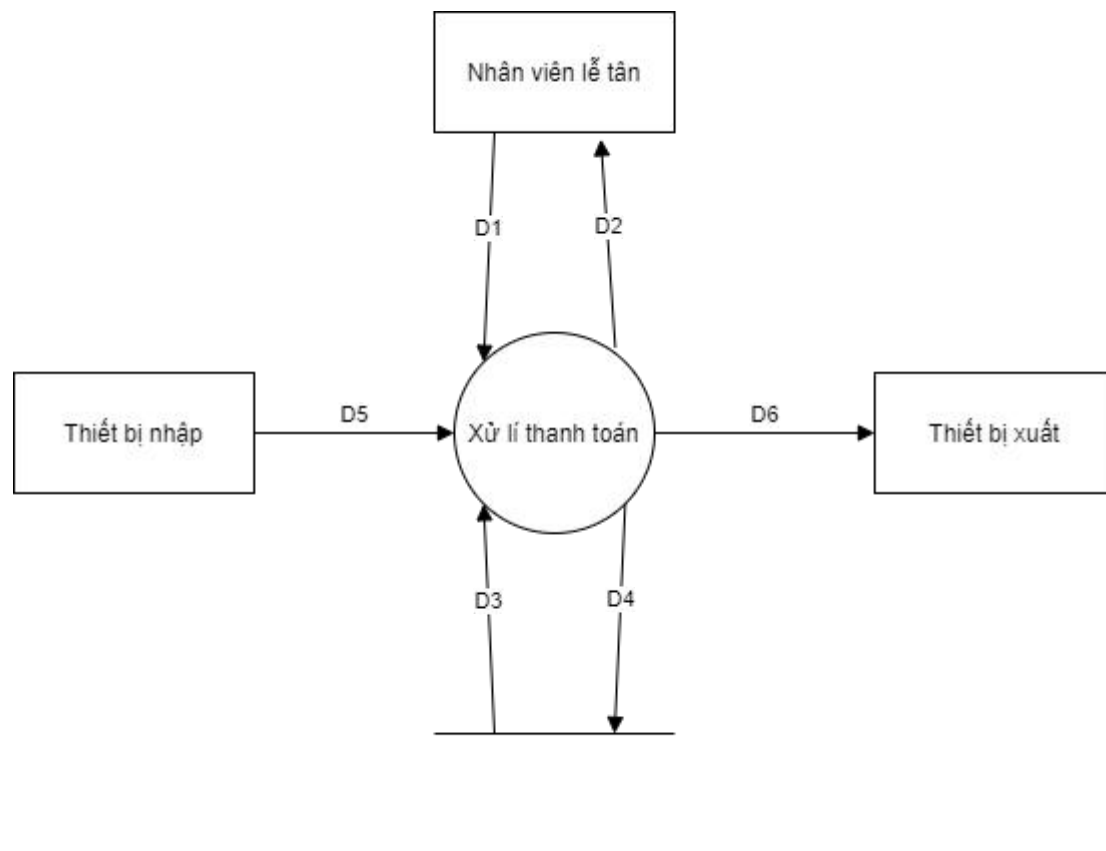 Nhân viên lễ tân
D1
D2
Thiết bị nhập
D5
Xử lí thanh toán
D6
Thiết bị xuất
D3
D4